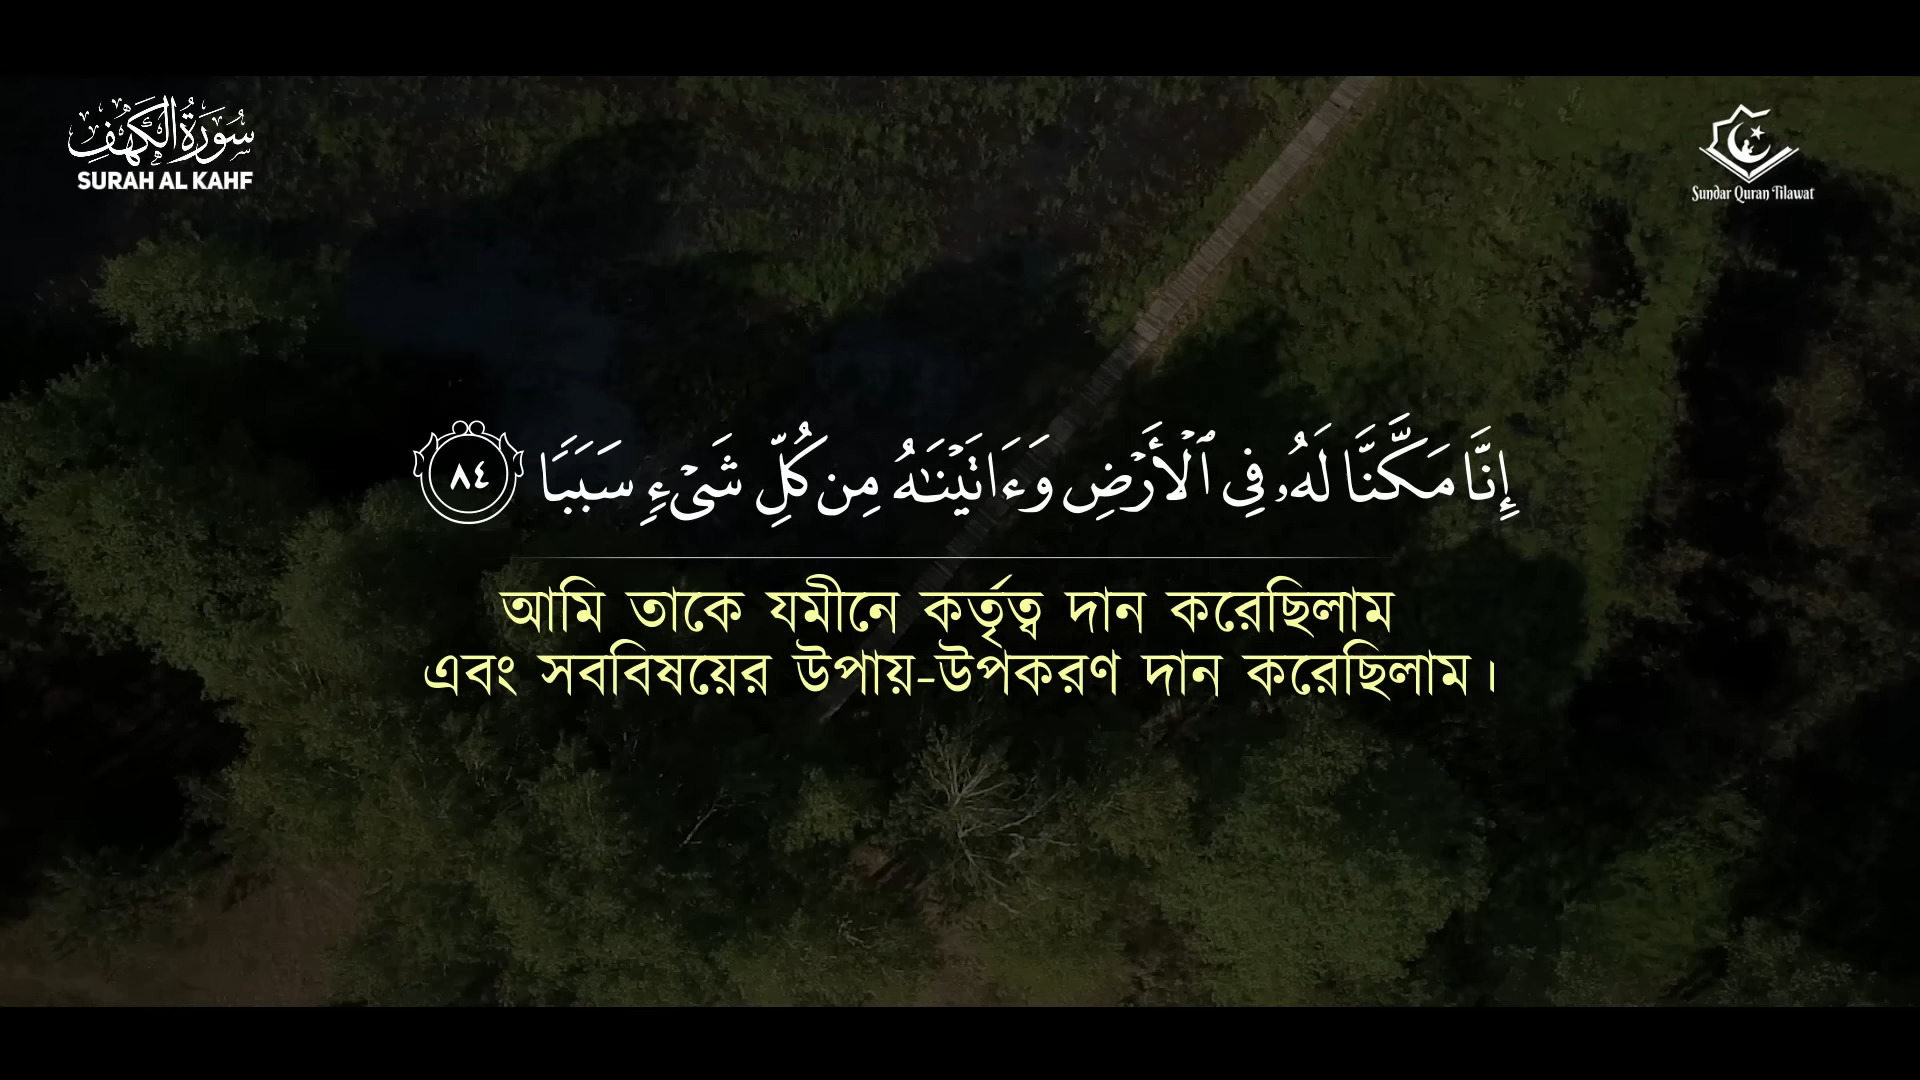 سُورَةُ الكَهْفِ
SURAH AL KAHF
Sundar Quran Tilawat
إِنَّا مَكَّنَّا لَهُۥ فِى ٱلْأَرْضِ وَءَاتَيْنَٰهُ مِن كُلِّ شَىْءٍ سَبَبًا ٨٤
আমি তাকে যমীনে কর্তৃত্ব দান করেছিলাম
এবং সববিষয়ের উপায়-উপকরণ দান করেছিলাম।